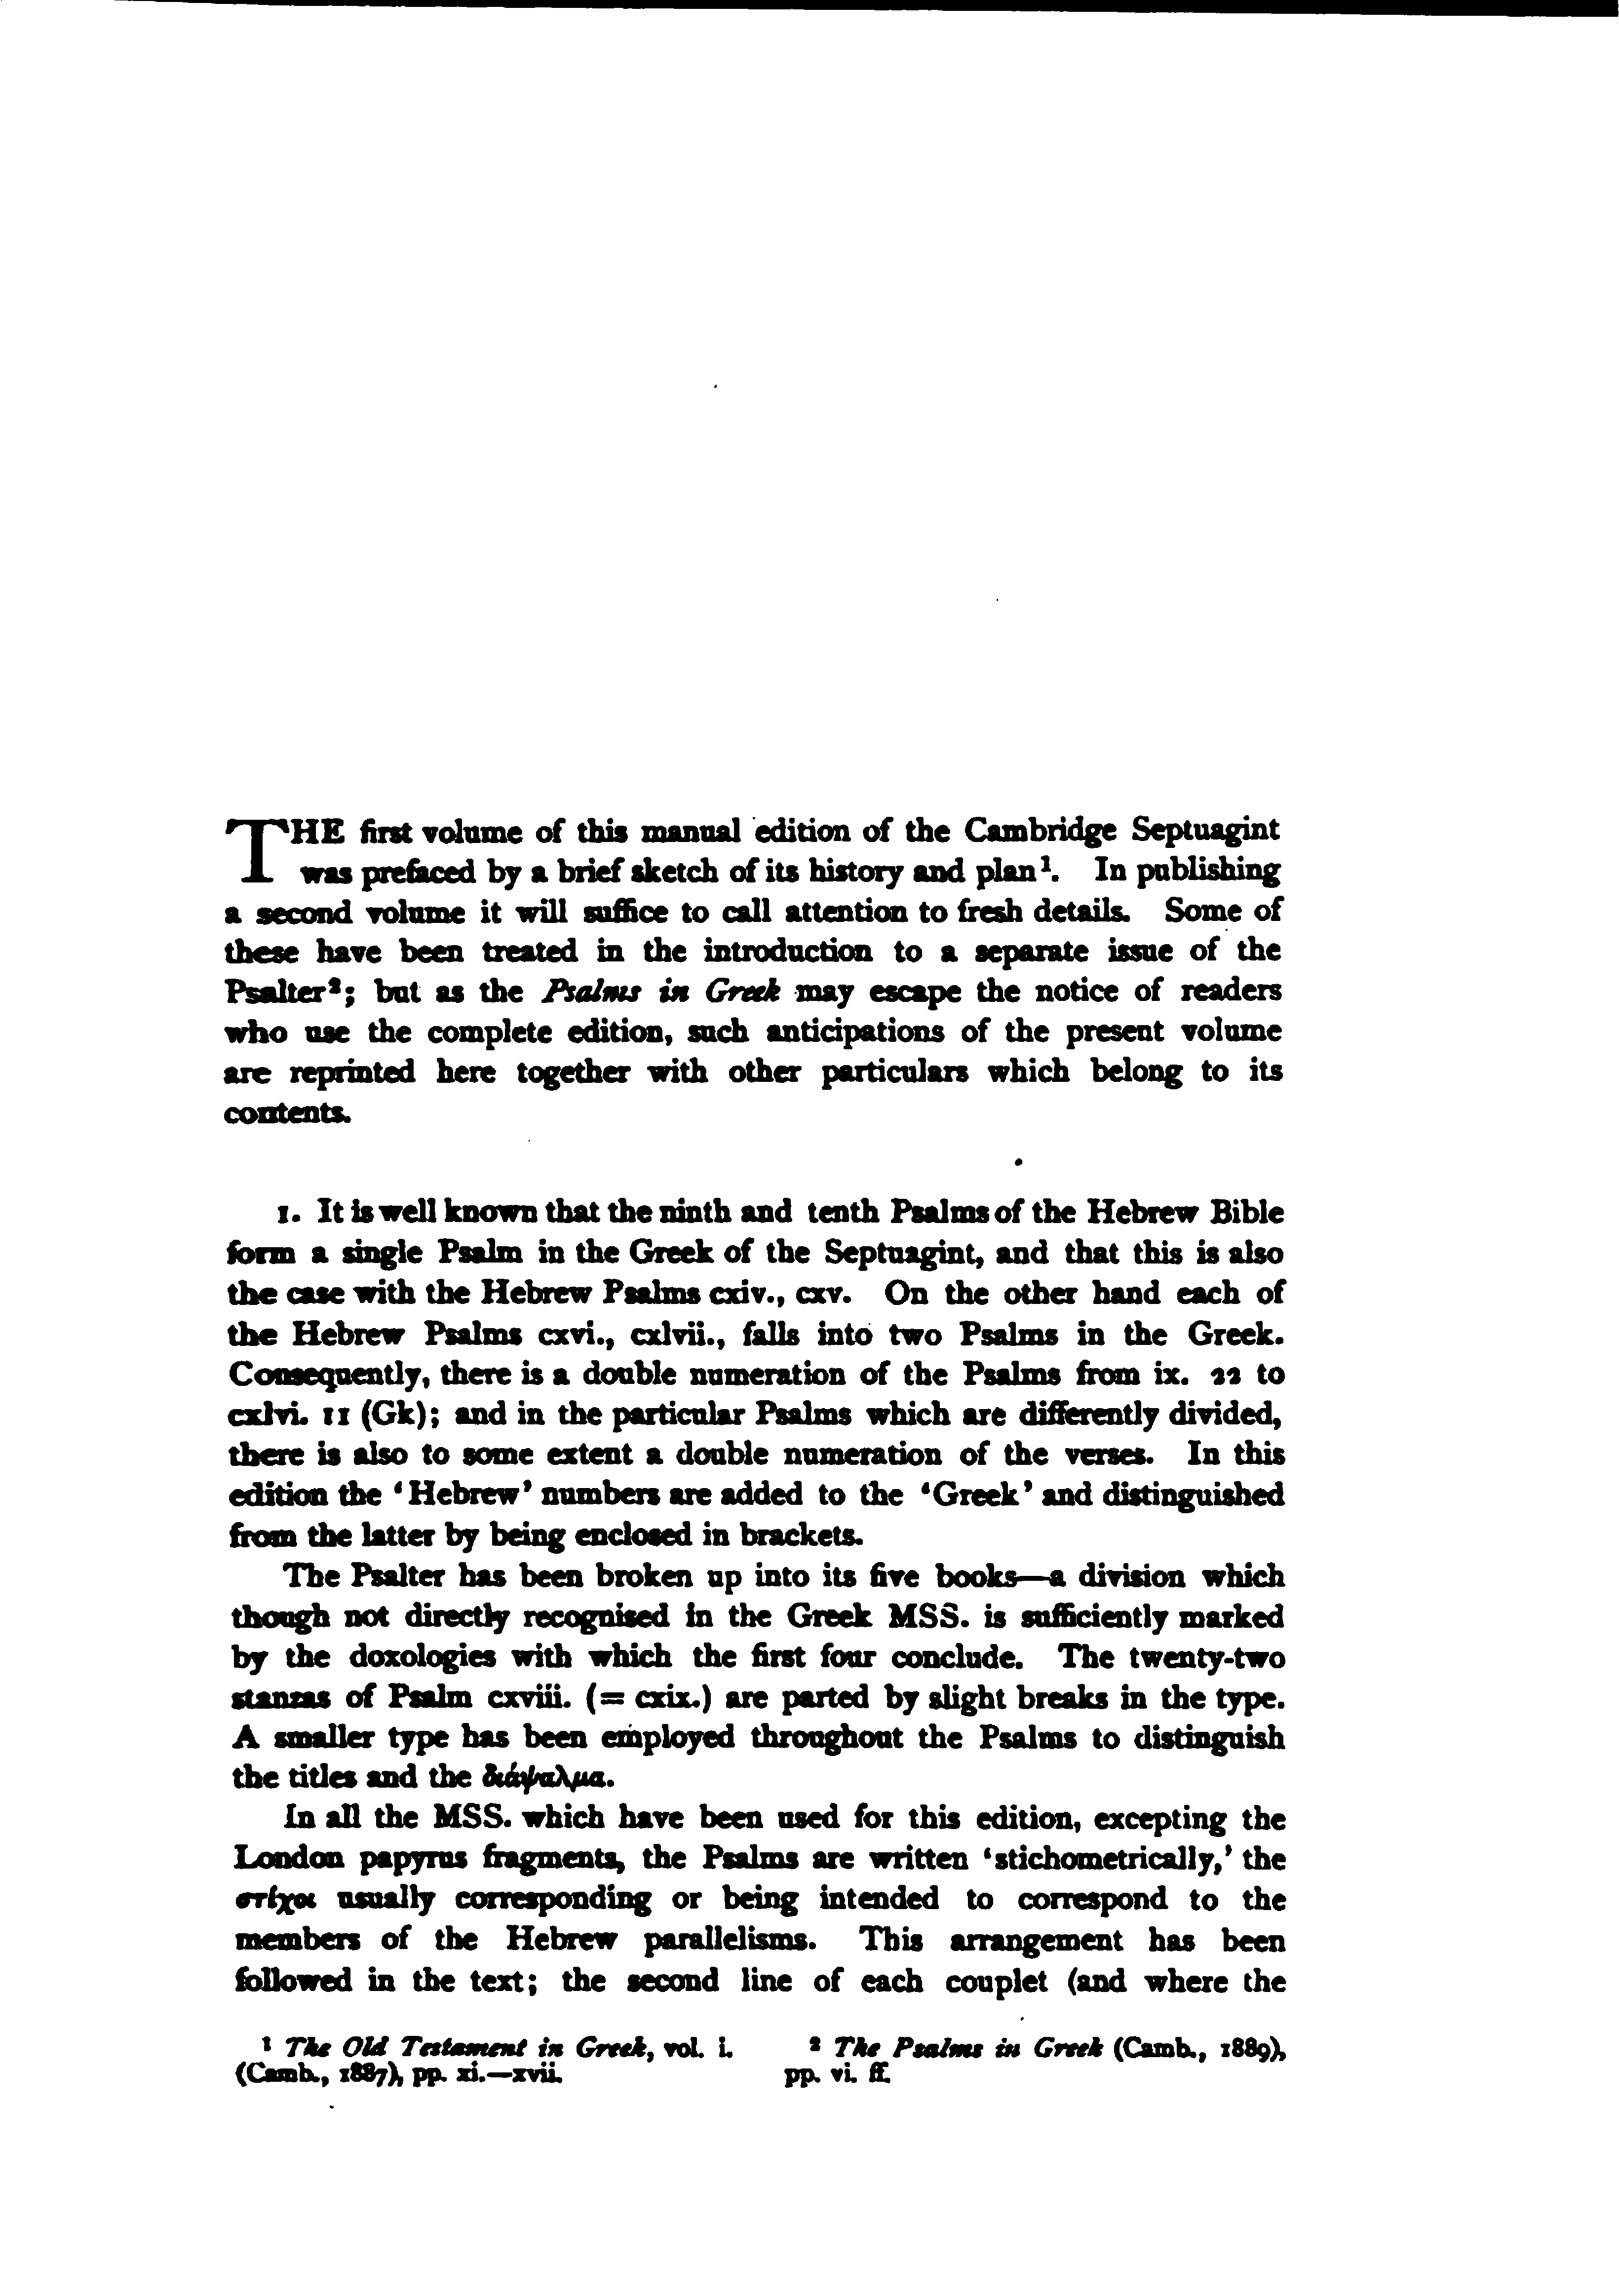 THE first volume of this manual edition of the Cambridge Septuagint
was prefaced by a brief sketch of its history and plan¹. In publishing
a second volume it will suffice to call attention to fresh details. Some of
these have been treated in the introduction to a separate issue of the
Psalter²; but as the Psalms in Greek may escape the notice of readers
who use the complete edition, such anticipations of the present volume
are reprinted here together with other particulars which belong to its
contents.
1. It is well known that the ninth and tenth Psalms of the Hebrew Bible
form a single Psalm in the Greek of the Septuagint, and that this is also
the case with the Hebrew Psalms cxiv., cxv. On the other hand each of
the Hebrew Psalms cxvi., cxlvii., falls into two Psalms in the Greek.
Consequently, there is a double numeration of the Psalms from ix. 22 to
cxlvi. 11 (Gk); and in the particular Psalms which are differently divided,
there is also to some extent a double numeration of the verses. In this
edition the ‘Hebrew’ numbers are added to the ‘Greek’ and distinguished
from the latter by being enclosed in brackets.
The Psalter has been broken up into its five books—a division which
though not directly recognised in the Greek MSS. is sufficiently marked
by the doxologies with which the first four conclude. The twenty-two
stanzas of Psalm cxviii. (= cxix.) are parted by slight breaks in the type.
A smaller type has been employed throughout the Psalms to distinguish
the titles and the διάψαλμα.
In all the MSS. which have been used for this edition, excepting the
London papyrus fragments, the Psalms are written ‘stichometrically,’ the
στίχοι usually corresponding or being intended to correspond to the
members of the Hebrew parallelisms. This arrangement has been
followed in the text; the second line of each couplet (and where the
¹ The Old Testament in Greek, vol. i.
(Camb., 1887), pp. xi.—xvii.
² The Psalms in Greek (Camb., 1889),
pp. vi. ff.